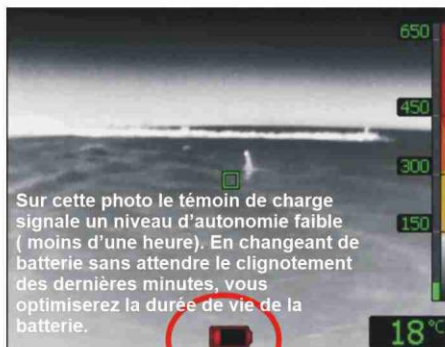 650
450
300
150
Sur cette photo le témoin de charge
signale un niveau d'autonomie faible
( moins d'une heure). En changeant de
batterie sans attendre le clignotement
des dernières minutes, vous
optimiserez la durée de vie de la
batterie.
18°C